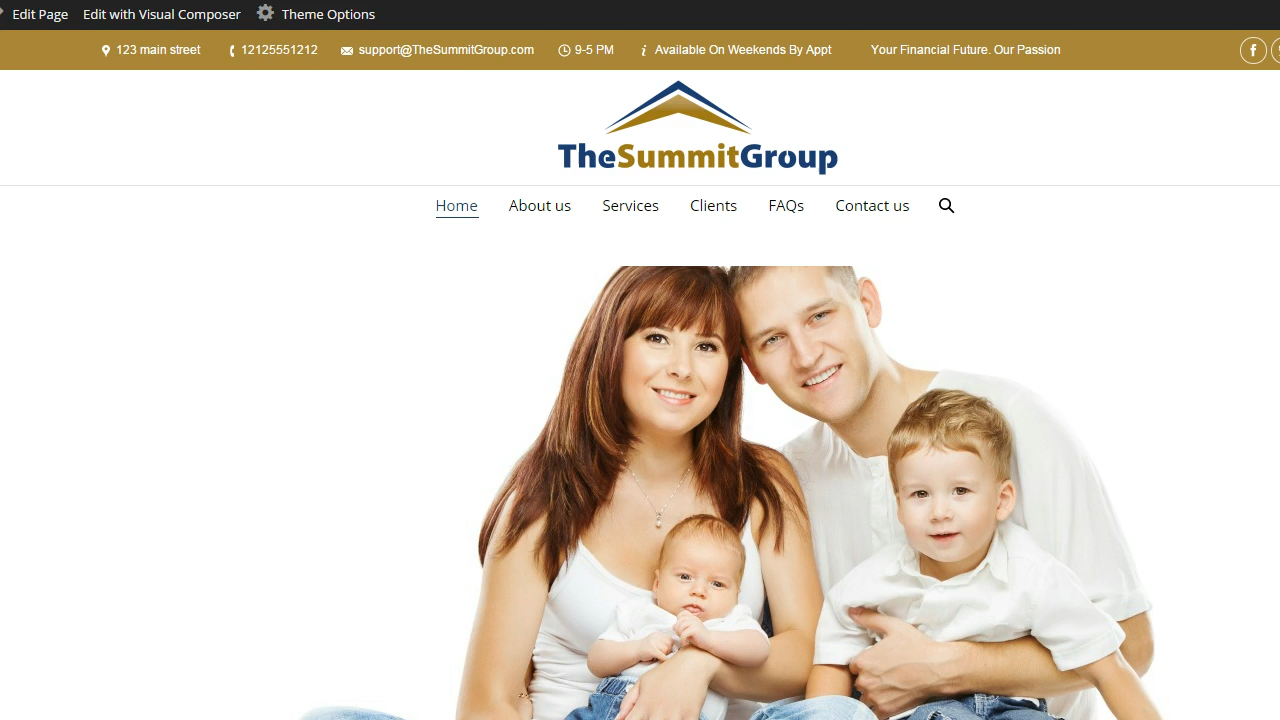 Edit Page Edit with Visual Composer Theme Options
123 main street 12125551212 support@TheSummitGroup.com 9-5 PM Available On Weekends By Appt Your Financial Future. Our Passion
TheSummitGroup
Home About us Services Clients FAQs Contact us